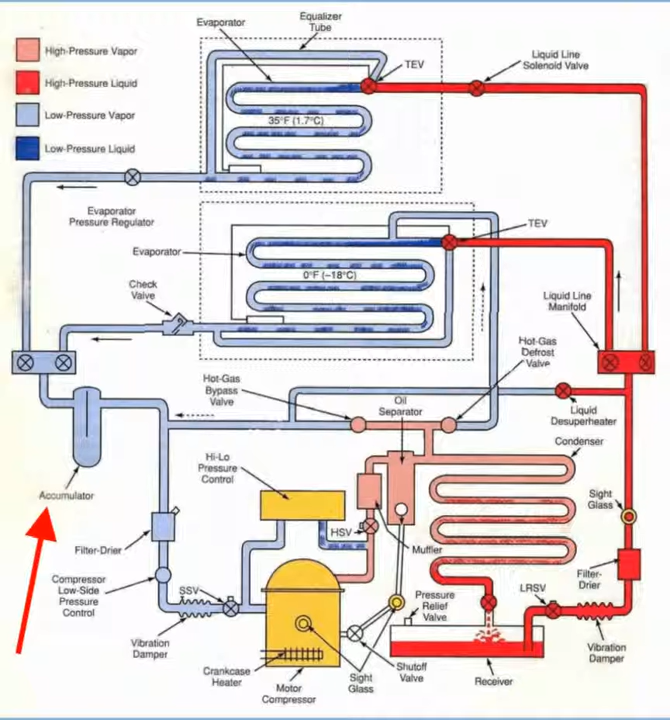 Evaporator
Equalizer
Tube
High-Pressure Vapor
High-Pressure Liquid
Low-Pressure Vapor
Low-Pressure Liquid
TEV
Liquid Line
Solenoid Valve
35°F (1.7°C)
Evaporator
Pressure Regulator
TEV
Evaporator
0°F (–18°C)
Check
Valve
Liquid Line
Manifold
Hot-Gas
Defrost
Valve
Hot-Gas
Bypass
Valve
Oil
Separator
Liquid
Desuperheater
Condenser
Accumulator
Hi-Lo
Pressure
Control
Sight
Glass
HSV
Muffler
Filter-Drier
Filter-
Drier
Compressor
Low-Side
Pressure
Control
SSV
Pressure
Relief
Valve
LRSV
Vibration
Damper
Vibration
Damper
Crankcase
Heater
Motor
Compressor
Sight
Glass
Shutoff
Valve
Receiver